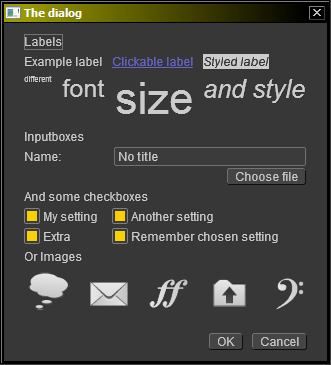 The dialog
Labels
Example label Clickable label Styled label
different font size and style
Inputboxes
Name: No title
Choose file
And some checkboxes
My setting Another setting
Extra Remember chosen setting
Or Images
ff
OK Cancel